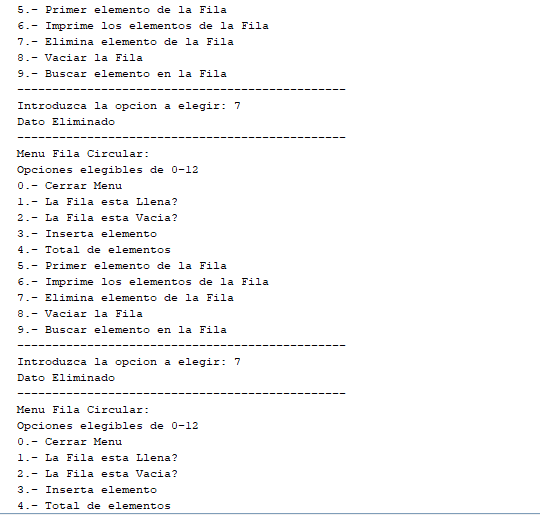 5.- Primer elemento de la Fila
6.- Imprime los elementos de la Fila
7.- Elimina elemento de la Fila
8.- Vaciar la Fila
9.- Buscar elemento en la Fila
-----------------------------------------------
Introduzca la opcion a elegir: 7
Dato Eliminado
-----------------------------------------------
Menu Fila Circular:
Opciones elegibles de 0-12
0.- Cerrar Menu
1.- La Fila esta Llena?
2.- La Fila esta Vacia?
3.- Inserta elemento
4.- Total de elementos
5.- Primer elemento de la Fila
6.- Imprime los elementos de la Fila
7.- Elimina elemento de la Fila
8.- Vaciar la Fila
9.- Buscar elemento en la Fila
-----------------------------------------------
Introduzca la opcion a elegir: 7
Dato Eliminado
-----------------------------------------------
Menu Fila Circular:
Opciones elegibles de 0-12
0.- Cerrar Menu
1.- La Fila esta Llena?
2.- La Fila esta Vacia?
3.- Inserta elemento
4.- Total de elementos